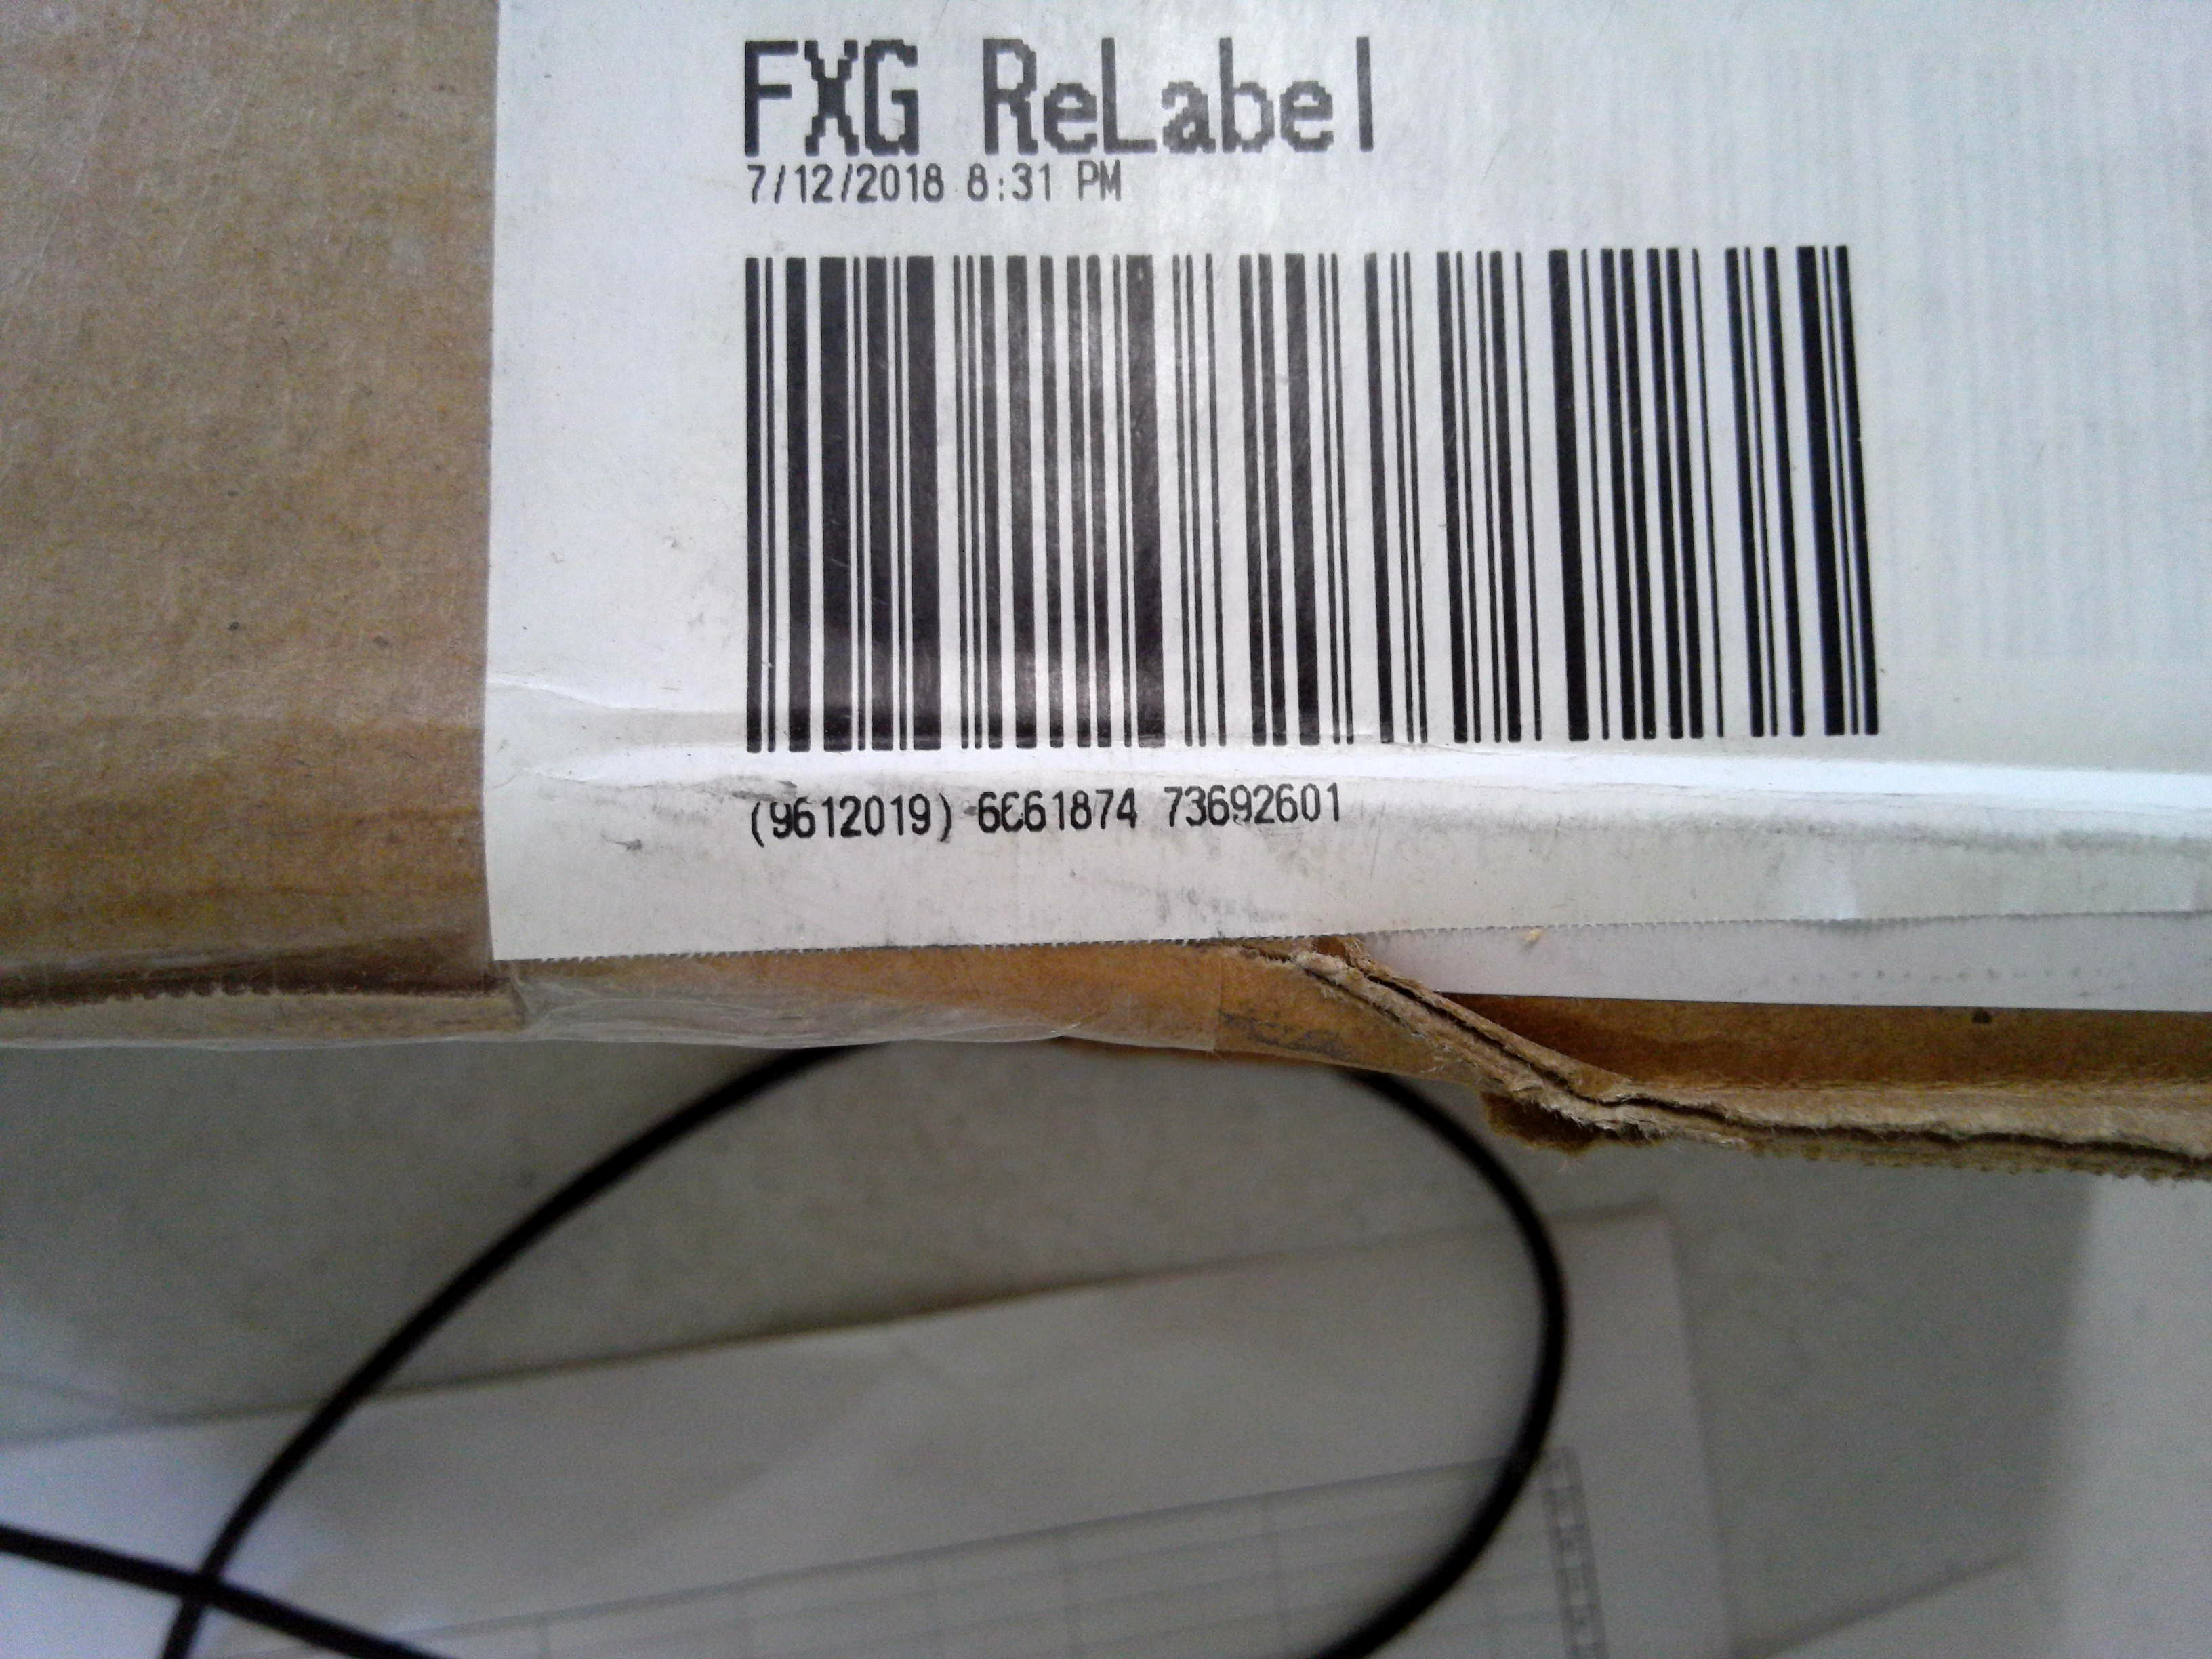 FXG ReLabel
7/12/2018 8:31 PM
(9612019) 6661874 73692601